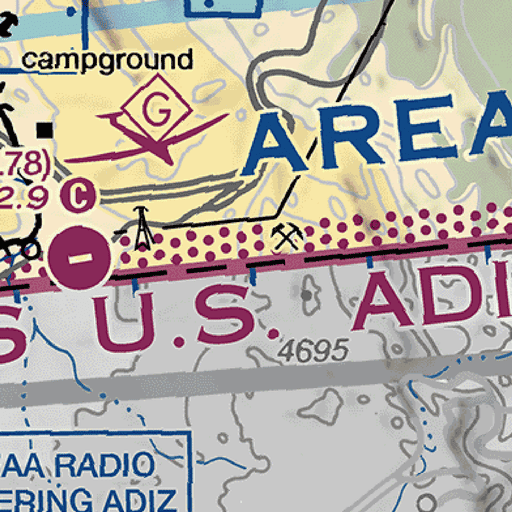 campground
G
AREA
.78)
2.9 C
S U.S. ADI
4695
AA RADIO
ERING ADIZ